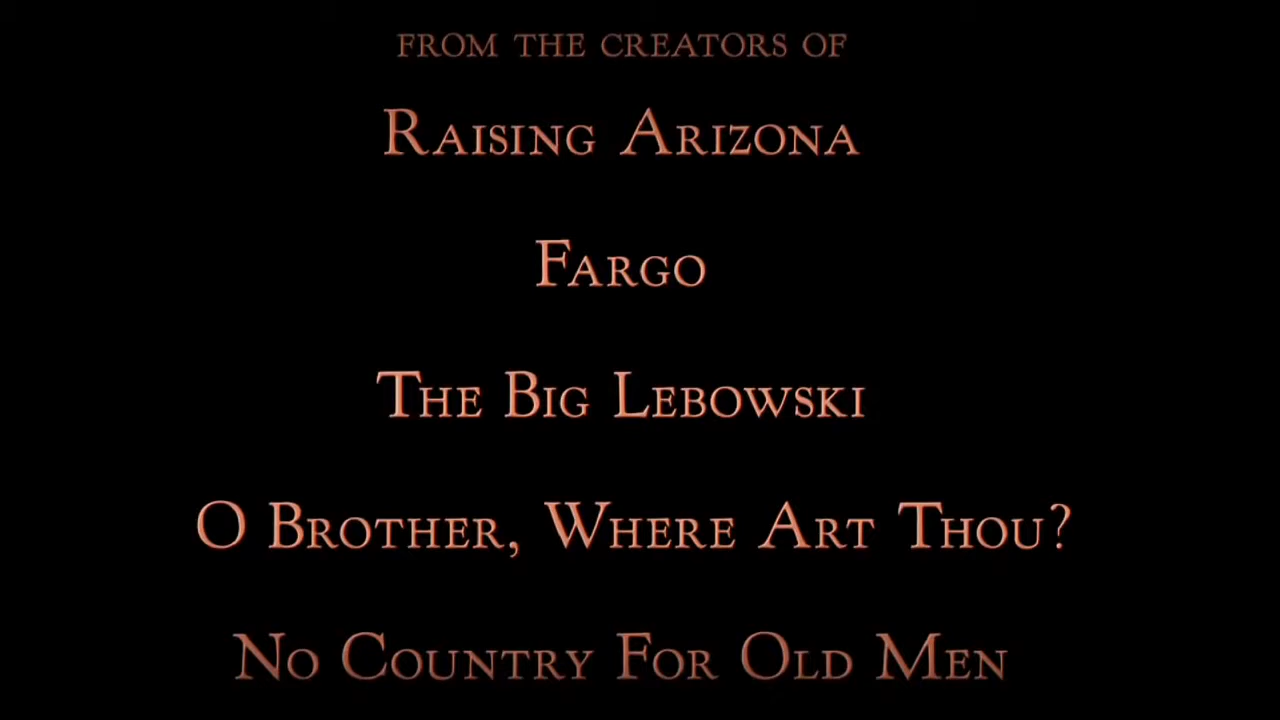 FROM THE CREATORS OF
RAISING ARIZONA
FARGO
THE BIG LEBOWSKI
O BROTHER, WHERE ART THOU?
NO COUNTRY FOR OLD MEN